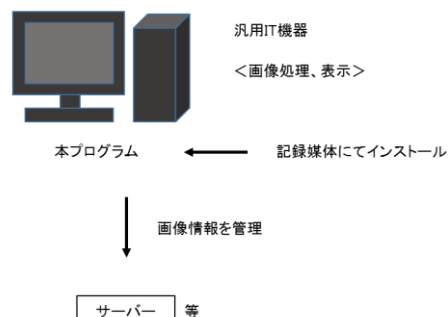 汎用IT機器
<画像処理、表示>
本プログラム
記録媒体にてインストール
画像情報を管理
サーバー 等